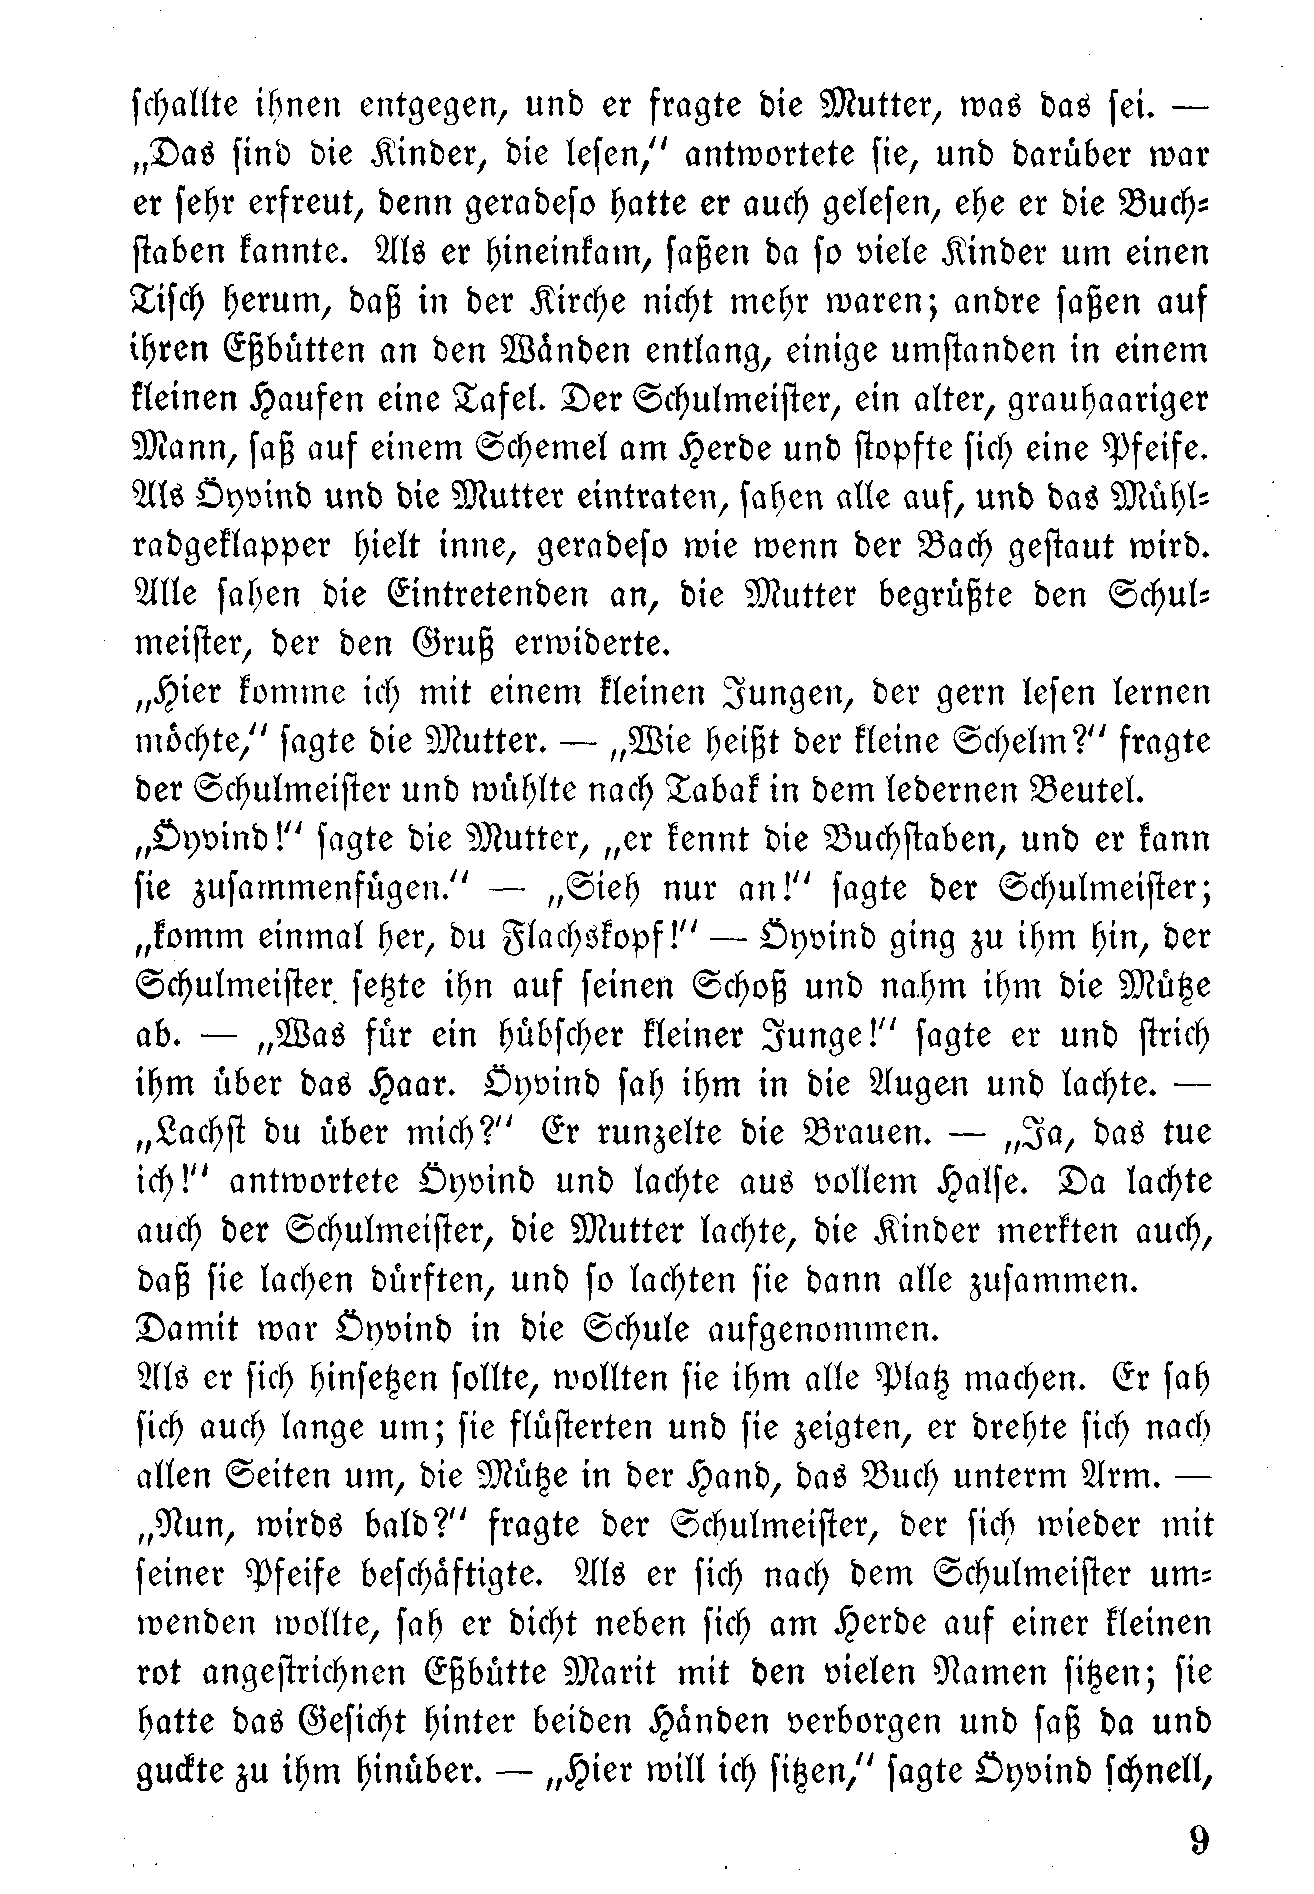 schallte ihnen entgegen, und er fragte die Mutter, was das sei. —
„Das sind die Kinder, die lesen,“ antwortete sie, und darüber war
er sehr erfreut, denn geradeso hatte er auch gelesen, ehe er die Buch-
staben kannte. Als er hineinkam, saßen da so viele Kinder um einen
Tisch herum, daß in der Kirche nicht mehr waren; andre saßen auf
ihren Eßbütten an den Wänden entlang, einige umstanden in einem
kleinen Haufen eine Tafel. Der Schulmeister, ein alter, grauhaariger
Mann, saß auf einem Schemel am Herde und stopfte sich eine Pfeife.
Als Öyvind und die Mutter eintraten, sahen alle auf, und das Mühl-
radgeklapper hielt inne, geradeso wie wenn der Bach gestaut wird.
Alle sahen die Eintretenden an, die Mutter begrüßte den Schul-
meister, der den Gruß erwiderte.
„Hier komme ich mit einem kleinen Jungen, der gern lesen lernen
möchte,“ sagte die Mutter. — „Wie heißt der kleine Schelm?“ fragte
der Schulmeister und wühlte nach Tabak in dem ledernen Beutel.
„Öyvind!“ sagte die Mutter, „er kennt die Buchstaben, und er kann
sie zusammenfügen.“ — „Sieh nur an!“ sagte der Schulmeister;
„komm einmal her, du Flachskopf!“ — Öyvind ging zu ihm hin, der
Schulmeister setzte ihn auf seinen Schoß und nahm ihm die Mütze
ab. — „Was für ein hübscher kleiner Junge!“ sagte er und strich
ihm über das Haar. Öyvind sah ihm in die Augen und lachte. —
„Lachst du über mich?“ Er runzelte die Brauen. — „Ja, das tue
ich!“ antwortete Öyvind und lachte aus vollem Halse. Da lachte
auch der Schulmeister, die Mutter lachte, die Kinder merkten auch,
daß sie lachen dürften, und so lachten sie dann alle zusammen.
Damit war Öyvind in die Schule aufgenommen.
Als er sich hinsetzen sollte, wollten sie ihm alle Platz machen. Er sah
sich auch lange um; sie flüsterten und sie zeigten, er drehte sich nach
allen Seiten um, die Mütze in der Hand, das Buch unterm Arm. —
„Nun, wirds bald?“ fragte der Schulmeister, der sich wieder mit
seiner Pfeife beschäftigte. Als er sich nach dem Schulmeister um-
wenden wollte, sah er dicht neben sich am Herde auf einer kleinen
rot angestrichnen Eßbütte Marit mit den vielen Namen sitzen; sie
hatte das Gesicht hinter beiden Händen verborgen und saß da und
guckte zu ihm hinüber. — „Hier will ich sitzen,“ sagte Öyvind schnell,
9